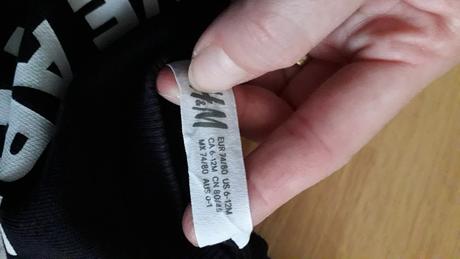 H&M
EUR 74/80 US 6-12M
CA 6-12M CN 80/48
MX 74/80 AUS 0-1